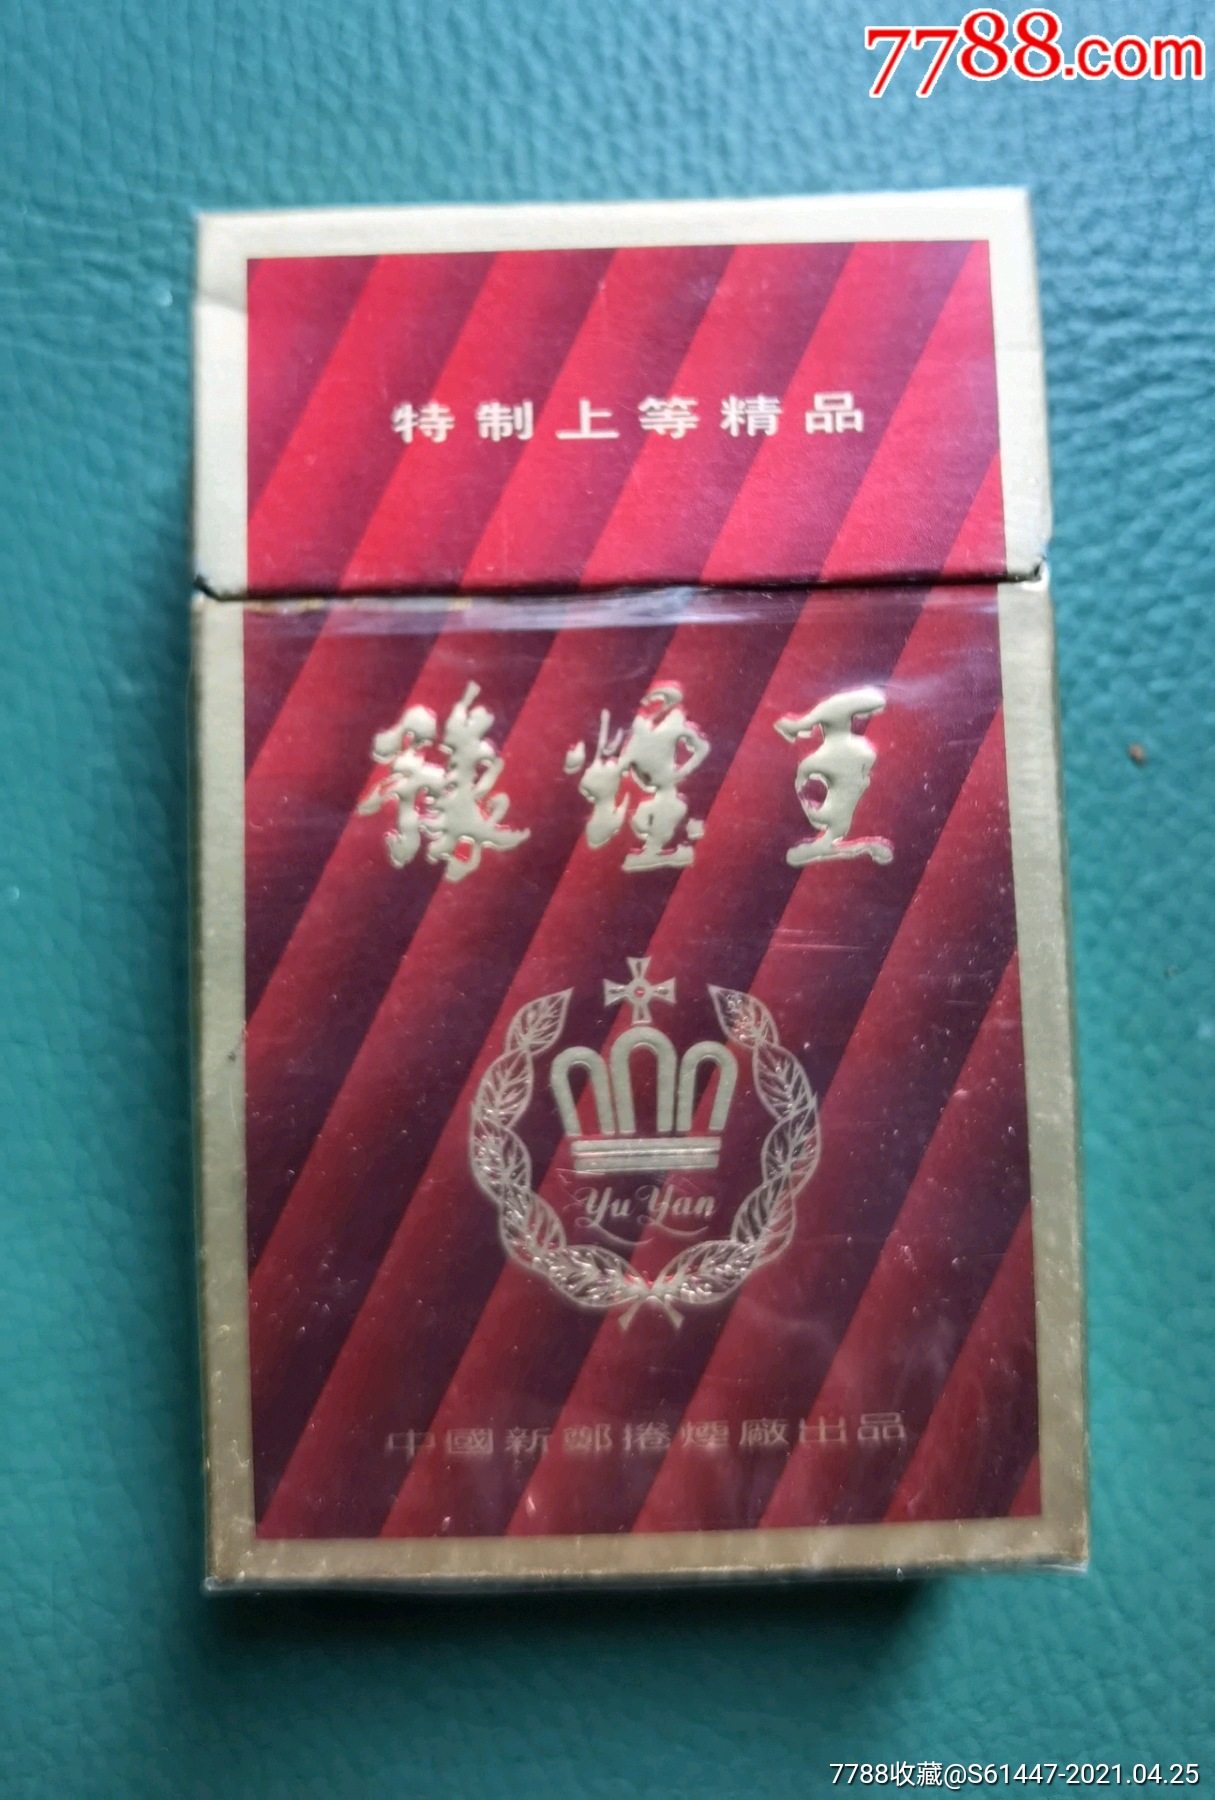 7788.com
特制上等精品
豫煙王
Yu Yan
中國新鄭捲煙廠出品
7788收藏@S61447-2021.04.25